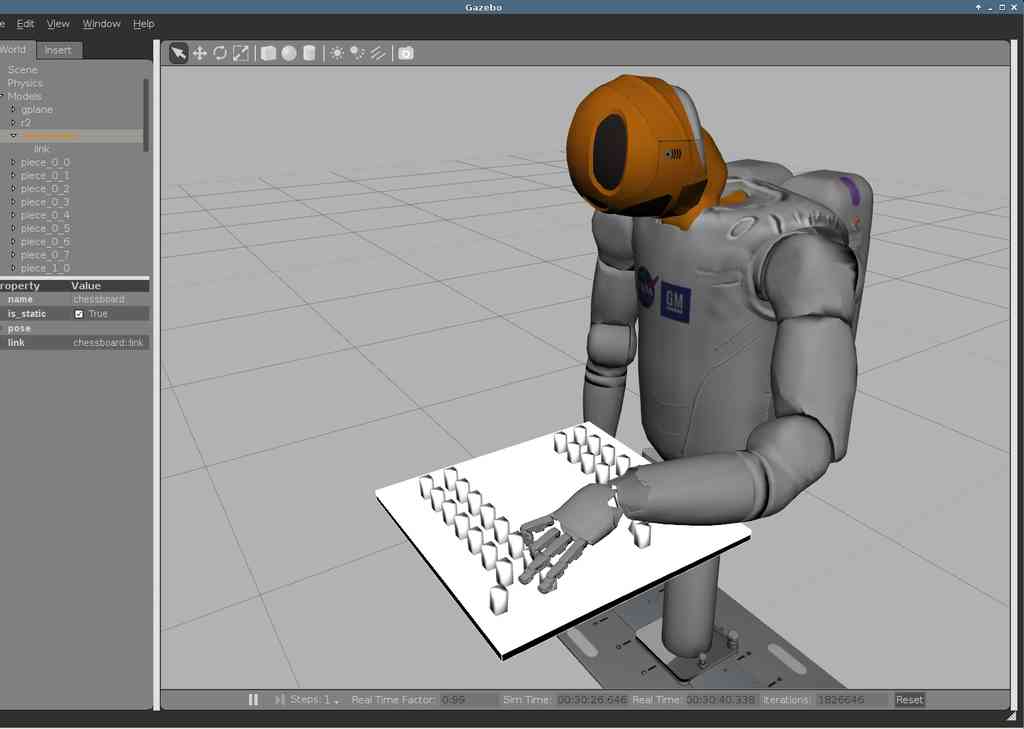 Gazebo
e Edit View Window Help
World Insert
Scene
Physics
Models
gplane
r2
link
piece_0_0
piece_0_1
piece_0_2
piece_0_3
piece_0_4
piece_0_5
piece_0_6
piece_0_7
piece_1_0
roperty Value
name chessboard
is_static True
pose
link chessboard::link
NASA
GM
Steps: 1 Real Time Factor: 0.99 Sim Time: 00:30:26.646 Real Time: 00:30:40.338 Iterations: 1826646 Reset